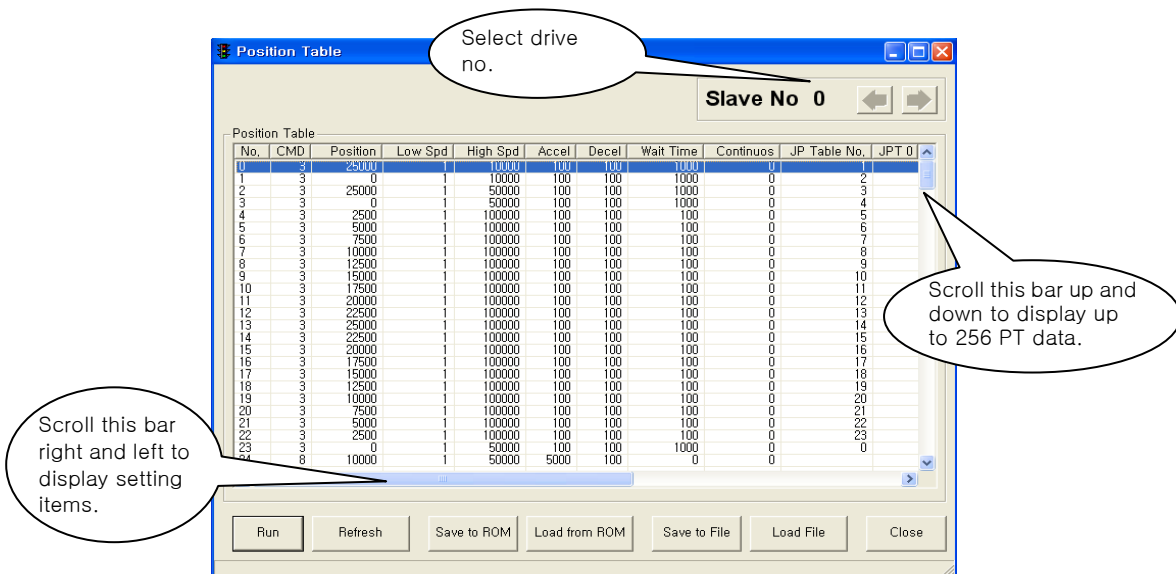 Position Table
Select drive
no.
Slave No 0
Position Table
No. CMD Position Low Spd High Spd Accel Decel Wait Time Continuos JP Table No. JPT 0
0 3 25000 1 10000 100 100 1000 0 1
1 3 0 1 10000 100 100 1000 0 2
2 3 25000 1 50000 100 100 1000 0 3
3 3 0 1 50000 100 100 1000 0 4
4 3 2500 1 100000 100 100 100 0 5
5 3 5000 1 100000 100 100 100 0 6
6 3 7500 1 100000 100 100 100 0 7
7 3 10000 1 100000 100 100 100 0 8
8 3 12500 1 100000 100 100 100 0 9
9 3 15000 1 100000 100 100 100 0 10
10 3 17500 1 100000 100 100 100 0 11
11 3 20000 1 100000 100 100 100 0 12
12 3 22500 1 100000 100 100 100 0 13
13 3 25000 1 100000 100 100 100 0 14
14 3 22500 1 100000 100 100 100 0 15
15 3 20000 1 100000 100 100 100 0 16
16 3 17500 1 100000 100 100 100 0 17
17 3 15000 1 100000 100 100 100 0 18
18 3 12500 1 100000 100 100 100 0 19
19 3 10000 1 100000 100 100 100 0 20
20 3 7500 1 100000 100 100 100 0 21
21 3 5000 1 100000 100 100 100 0 22
22 3 2500 1 100000 100 100 100 0 23
23 3 0 1 50000 100 100 1000 0 0
24 8 10000 1 50000 5000 100 0 0
Scroll this bar up and
down to display up
to 256 PT data.
Scroll this bar
right and left to
display setting
items.
Run Refresh Save to ROM Load from ROM Save to File Load File Close